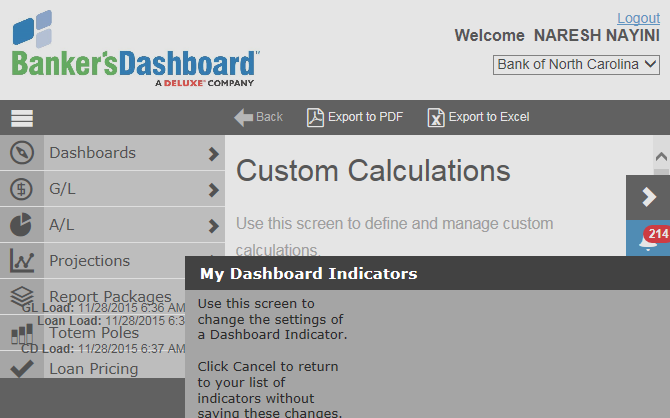 Logout
Welcome NARESH NAYINI
Banker'sDashboard™
A DELUXE® COMPANY
Bank of North Carolina
Back
Export to PDF
Export to Excel
Dashboards
G/L
A/L
Projections
Report Packages
GL Load: 11/28/2015 6:36 AM
Loan Load: 11/28/2015 6:3
Totem Poles
CD Load: 11/28/2015 6:37 AM
Loan Pricing
Custom Calculations
Use this screen to define and manage custom
calculations.
214
My Dashboard Indicators
Use this screen to
change the settings of
a Dashboard Indicator.
Click Cancel to return
to your list of
indicators without
saving these changes.